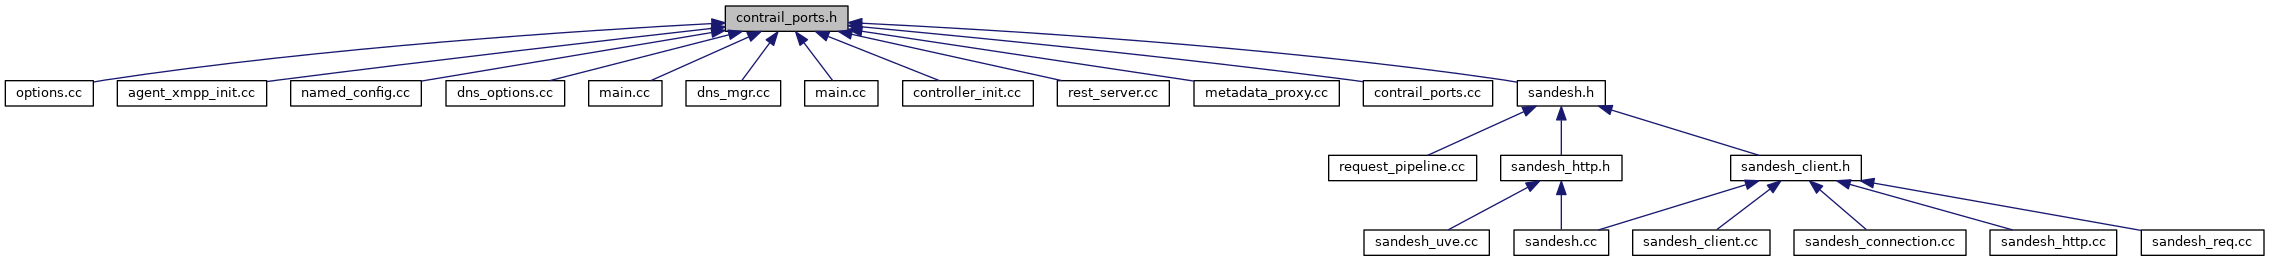 contrail_ports.h
options.cc
agent_xmpp_init.cc
named_config.cc
dns_options.cc
main.cc
dns_mgr.cc
main.cc
controller_init.cc
rest_server.cc
metadata_proxy.cc
contrail_ports.cc
sandesh.h
request_pipeline.cc
sandesh_http.h
sandesh_client.h
sandesh_uve.cc
sandesh.cc
sandesh_client.cc
sandesh_connection.cc
sandesh_http.cc
sandesh_req.cc